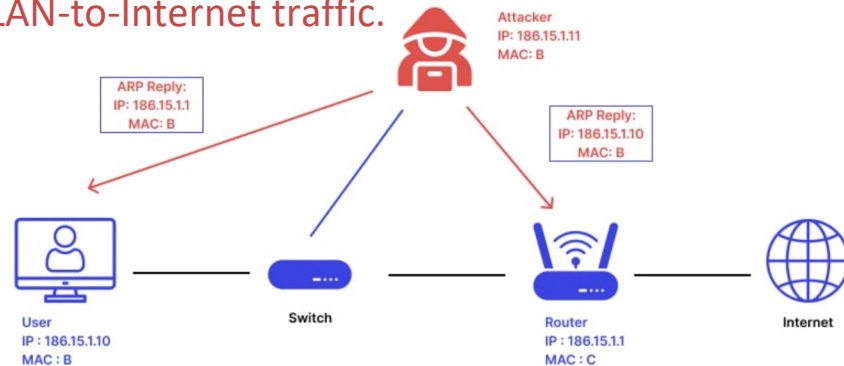 LAN-to-Internet traffic.
Attacker
IP: 186.15.1.11
MAC: B
ARP Reply:
IP: 186.15.1.1
MAC: B
ARP Reply:
IP: 186.15.1.10
MAC: B
User
IP : 186.15.1.10
MAC : B
Switch
Router
IP : 186.15.1.1
MAC : C
Internet